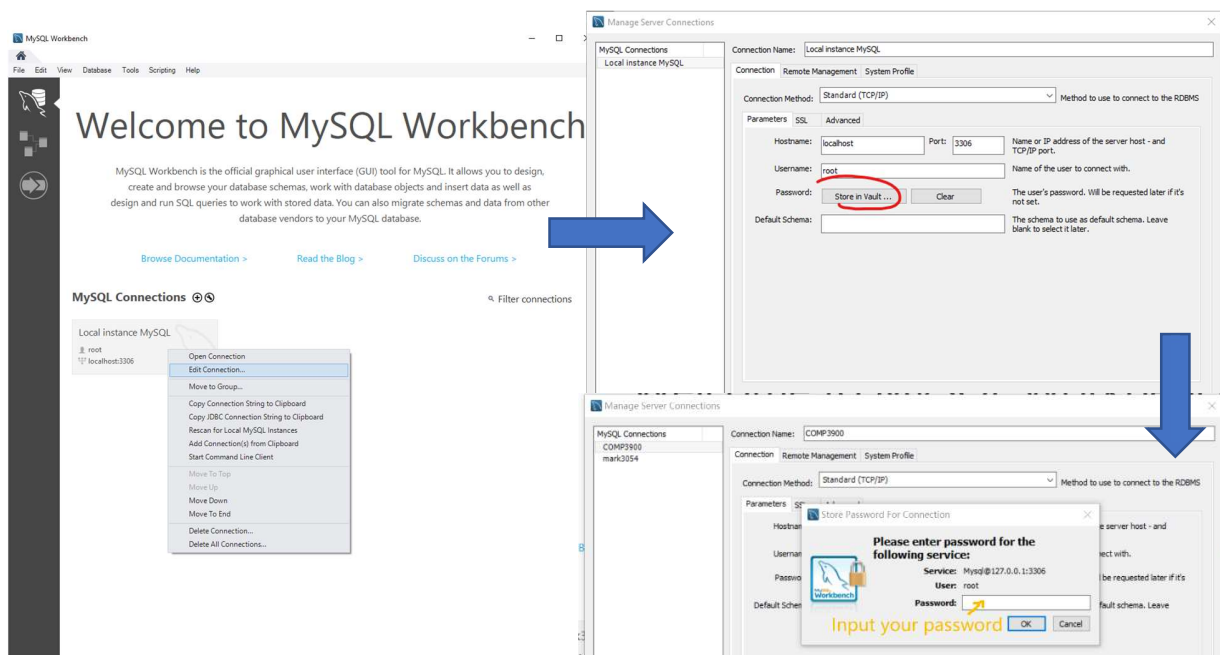 MySQL Workbench
File Edit View Database Tools Scripting Help
Welcome to MySQL Workbench
MySQL Workbench is the official graphical user interface (GUI) tool for MySQL. It allows you to design,
create and browse your database schemas, work with database objects and insert data as well as
design and run SQL queries to work with stored data. You can also migrate schemas and data from other
database vendors to your MySQL database.
Browse Documentation > Read the Blog > Discuss on the Forums >
MySQL Connections
Filter connections
Local instance MySQL
root
localhost:3306
Open Connection
Edit Connection...
Move to Group...
Copy Connection String to Clipboard
Copy JDBC Connection String to Clipboard
Rescan for Local MySQL Instances
Add Connection(s) from Clipboard
Start Command Line Client
Move To Top
Move Up
Move Down
Move To End
Delete Connection...
Delete All Connections...
Manage Server Connections
MySQL Connections
Local instance MySQL
Connection Name: Local instance MySQL
Connection Remote Management System Profile
Connection Method: Standard (TCP/IP) Method to use to connect to the RDBMS
Parameters SSL Advanced
Hostname: localhost Port: 3306 Name or IP address of the server host - and
TCP/IP port.
Username: root Name of the user to connect with.
Password: Store in Vault ... Clear The user's password. Will be requested later if it's
not set.
Default Schema: The schema to use as default schema. Leave
blank to select it later.
Manage Server Connections
MySQL Connections
COMP3900
mark3054
Connection Name: COMP3900
Connection Remote Management System Profile
Connection Method: Standard (TCP/IP) Method to use to connect to the RDBMS
Parameters
Store Password For Connection
Please enter password for the
following service:
Service: Mysql@127.0.0.1:3306
User: root
Password:
OK Cancel
MySQL
Workbench
Input your password
server host - and
with.
be requested later if it's
schema. Leave
Default